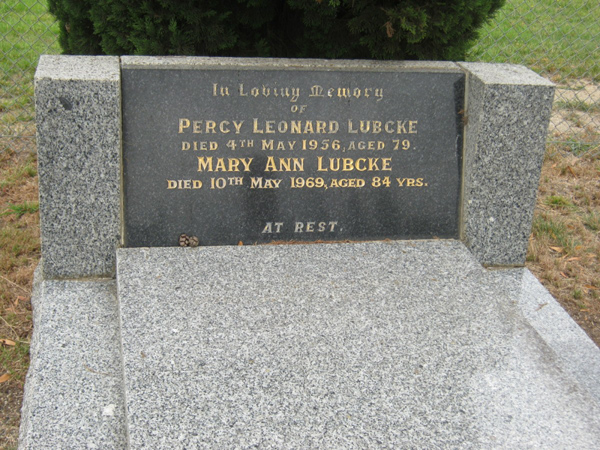 In Loving Memory
OF
PERCY LEONARD LUBCKE
DIED 4TH MAY 1956, AGED 79.
MARY ANN LUBCKE
DIED 10TH MAY 1969, AGED 84 YRS.
AT REST.